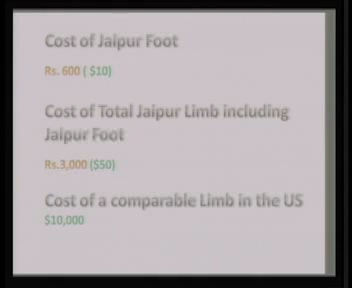 Cost of Jaipur Foot
Rs. 600 ( $10)
Cost of Total Jaipur Limb including
Jaipur Foot
Rs.3,000 ($50)
Cost of a comparable Limb in the US
$10,000